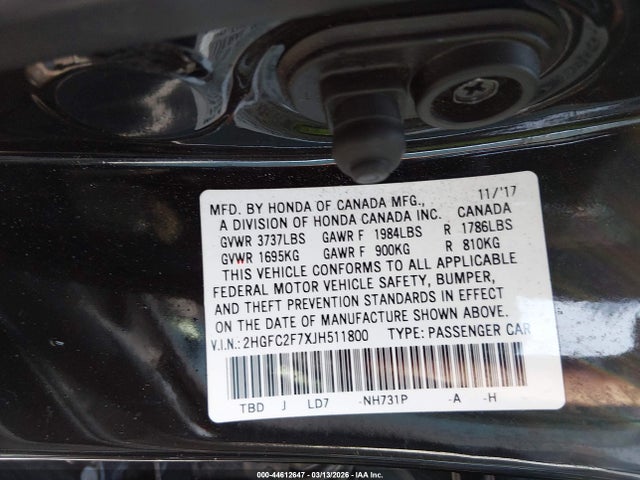 MFD. BY HONDA OF CANADA MFG., 11/'17
A DIVISION OF HONDA CANADA INC. CANADA
GVWR 3737LBS GAWR F 1984LBS R 1786LBS
GVWR 1695KG GAWR F 900KG R 810KG
THIS VEHICLE CONFORMS TO ALL APPLICABLE
FEDERAL MOTOR VEHICLE SAFETY, BUMPER,
AND THEFT PREVENTION STANDARDS IN EFFECT
ON THE DATE OF MANUFACTURE SHOWN ABOVE.
V.I.N.: 2HGFC2F7XJH511800 TYPE: PASSENGER CAR
TBD J LD7 -NH731P -A -H
000-44612647 - 03/13/2026 - IAA Inc.